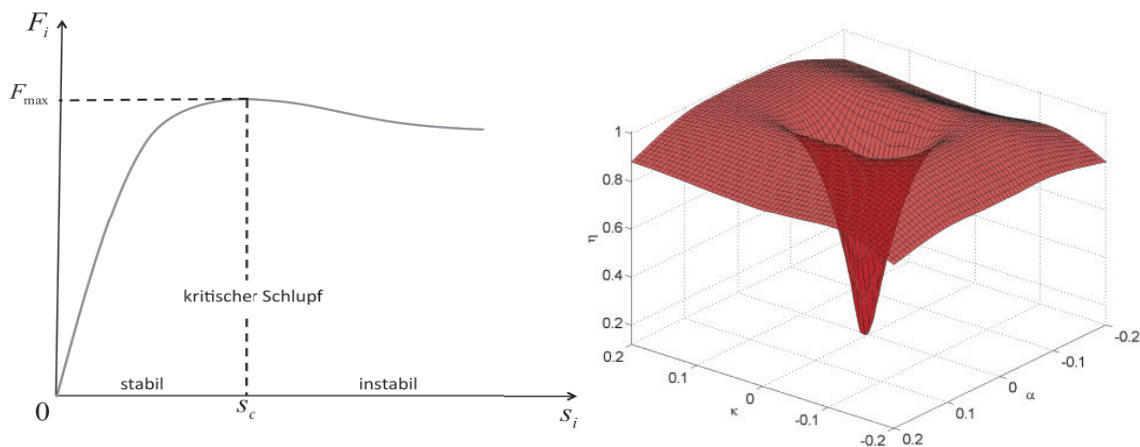 F_i
F_max
kritischer Schlupf
stabil
instabil
0
s_c
s_i
1
0.8
0.6
η
0.4
0.2
0.2
0.1
0
κ
-0.1
-0.2
0.2
0.1
0
α
-0.1
-0.2